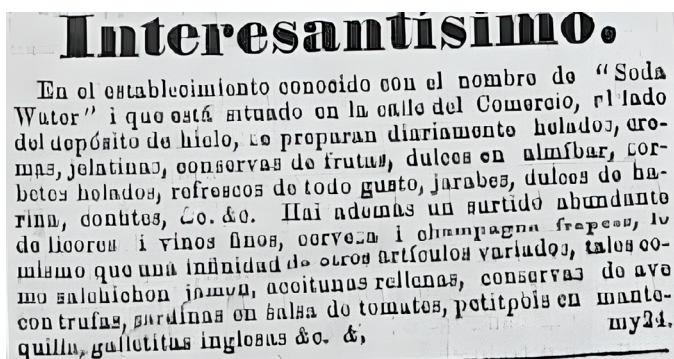 Interesantísimo.
En el establecimiento conocido con el nombre de "Soda
Water" i que está situado en la calle del Comercio, al lado
del depósito de hielo, se preparan diariamente helados, cre-
mas, jelatinas, conservas de frutas, dulces en almíbar, sor-
betes helados, refrescos de todo gusto, jarabes, dulces de ha-
rina, confites, &c. &c. Hai además un surtido abundante
de licores i vinos finos, cerveza i champagna frapeos, lo
mismo que una infinidad de otros artículos variados, tales co-
mo salchichon jamon, aceitunas rellenas, conservas de ave
con trufas, sardinas en salsa de tomates, petitpois en mante-
quilla, galletitas inglesas &c. &,
my24.